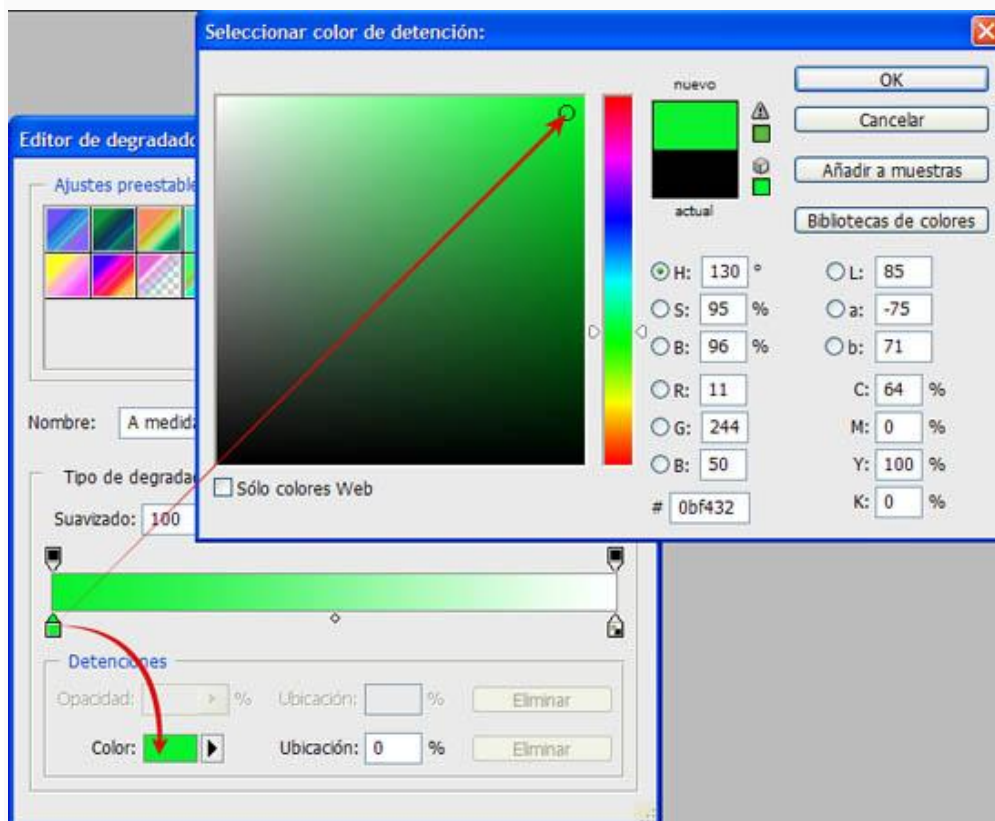 Seleccionar color de detención:
nuevo
actual
OK
Cancelar
Añadir a muestras
Bibliotecas de colores
H: 130 °
S: 95 %
B: 96 %
R: 11
G: 244
B: 50
# 0bf432
L: 85
a: -75
b: 71
C: 64 %
M: 0 %
Y: 100 %
K: 0 %
Sólo colores Web
Editor de degradado
Ajustes preestable
Nombre: A medida
Tipo de degradad
Suavizado: 100
Detenciones
Opacidad: % Ubicación: % Eliminar
Color: Ubicación: 0 % Eliminar